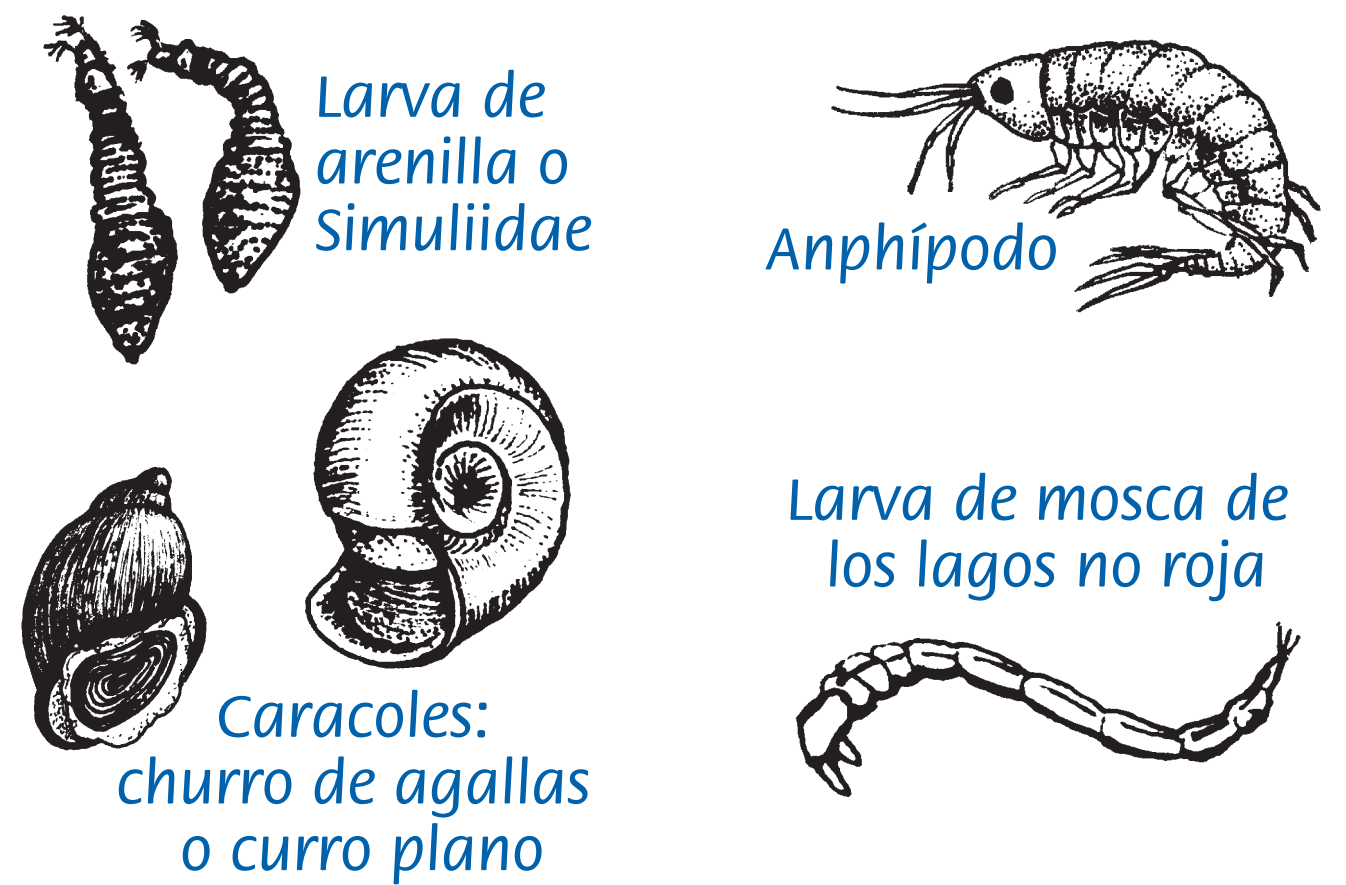 Larva de
arenilla o
Simuliidae
Anphípodo
Larva de mosca de
los lagos no roja
Caracoles:
churro de agallas
o curro plano